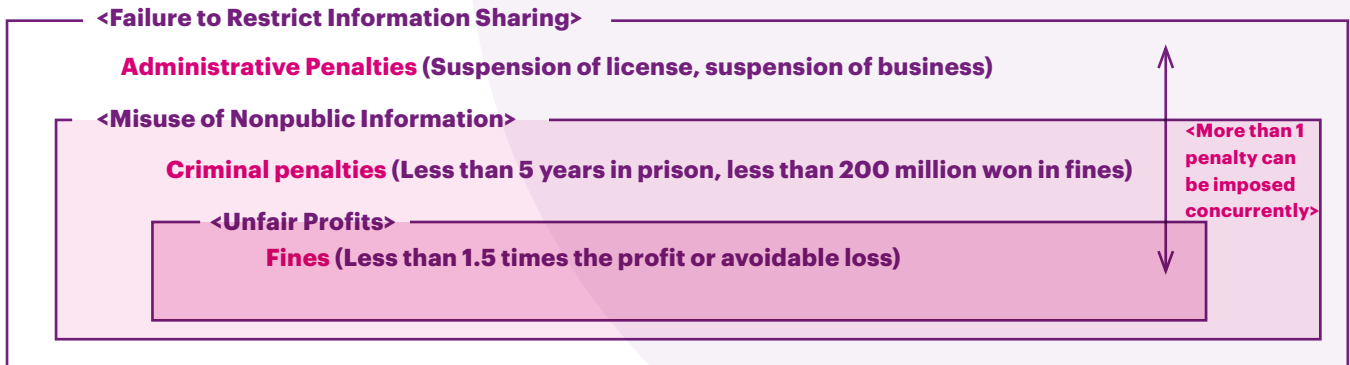 <Failure to Restrict Information Sharing>
Administrative Penalties (Suspension of license, suspension of business)
<Misuse of Nonpublic Information>
<More than 1
penalty can
be imposed
concurrently>
Criminal penalties (Less than 5 years in prison, less than 200 million won in fines)
<Unfair Profits>
Fines (Less than 1.5 times the profit or avoidable loss)